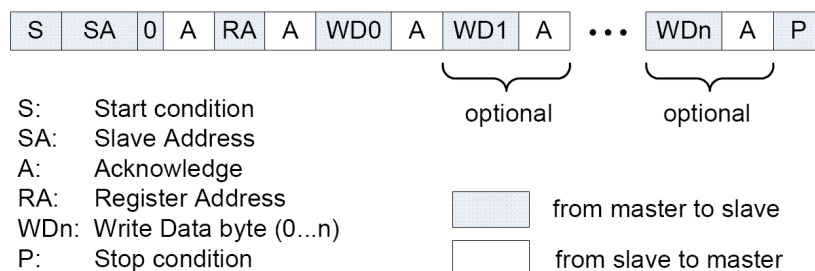 S SA 0 A RA A WD0 A WD1 A ••• WDn A P
optional optional
S: Start condition
SA: Slave Address
A: Acknowledge
RA: Register Address
WDn: Write Data byte (0...n)
P: Stop condition
from master to slave
from slave to master